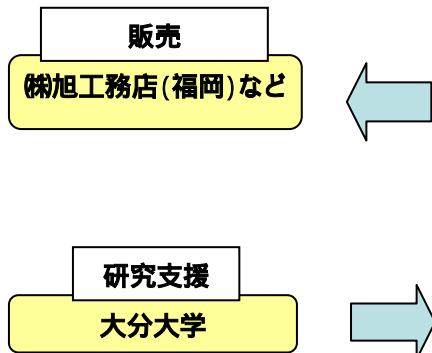 販売
㈱旭工務店(福岡)など
研究支援
大分大学